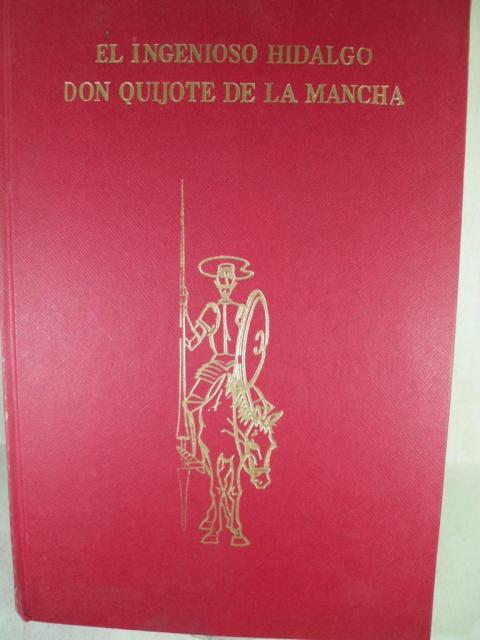 EL INGENIOSO HIDALGO
DON QUIJOTE DE LA MANCHA